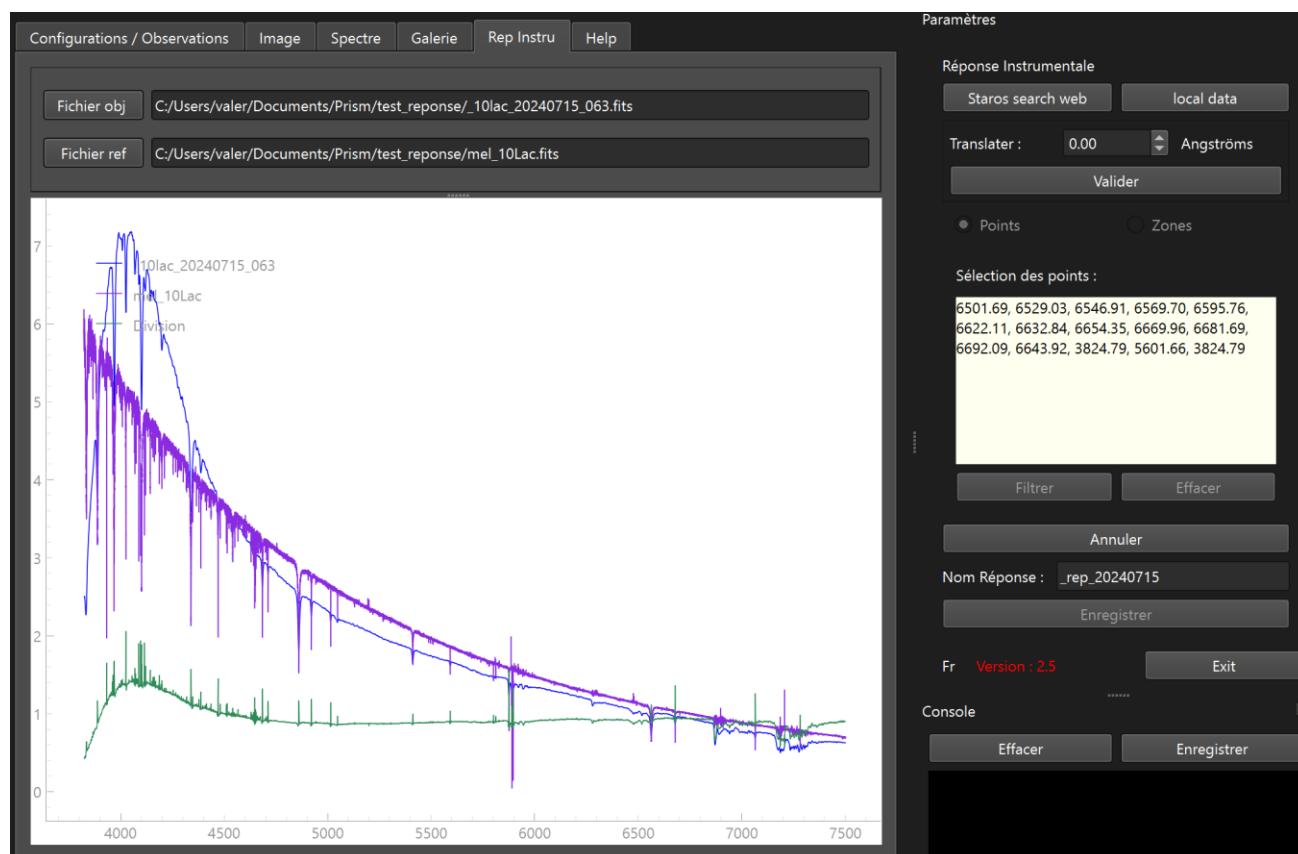 Configurations / Observations Image Spectre Galerie Rep Instru Help
Fichier obj C:/Users/valer/Documents/Prism/test_reponse/_10lac_20240715_063.fits
Fichier ref C:/Users/valer/Documents/Prism/test_reponse/mel_10Lac.fits
_10lac_20240715_063
mel_10Lac
Division
7
6
5
4
3
2
1
0
4000 4500 5000 5500 6000 6500 7000 7500
Paramètres
Réponse Instrumentale
Staros search web local data
Translater : 0.00 Angströms
Valider
Points Zones
Sélection des points :
6501.69, 6529.03, 6546.91, 6569.70, 6595.76,
6622.11, 6632.84, 6654.35, 6669.96, 6681.69,
6692.09, 6643.92, 3824.79, 5601.66, 3824.79
Filtrer Effacer
Annuler
Nom Réponse : _rep_20240715
Enregistrer
Fr Version : 2.5 Exit
Console
Effacer Enregistrer